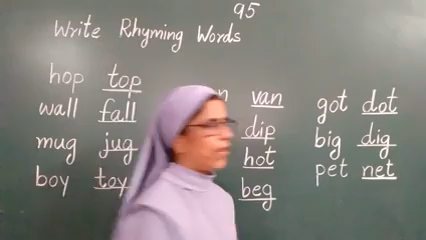 95
Write Rhyming Words
hop top
wall fall
mug jug
boy toy
van
dip
hot
beg
got dot
big dig
pet net